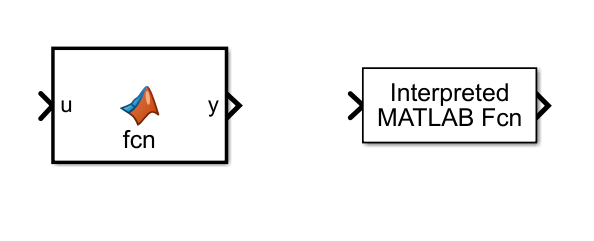 u
y
fcn
Interpreted
MATLAB Fcn